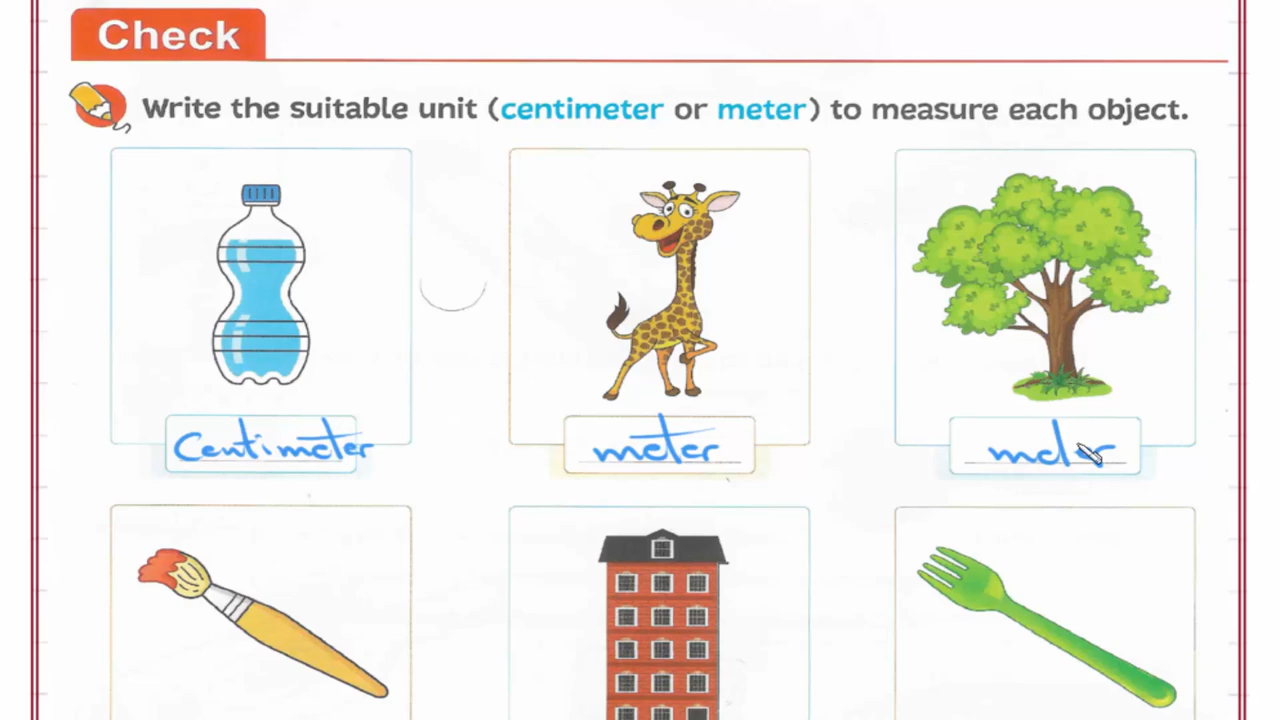 Check
Write the suitable unit (centimeter or meter) to measure each object.
Centimeter
meter